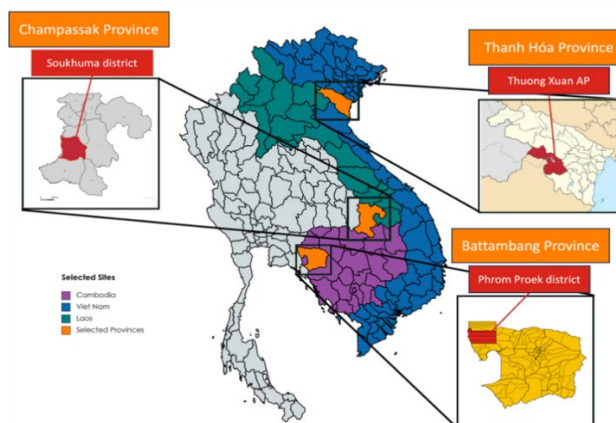 Champassak Province
Soukhuma district
Thanh Hóa Province
Thuong Xuan AP
Battambang Province
Phrom Proek district
Selected Sites
Cambodia
Viet Nam
Laos
Selected Provinces